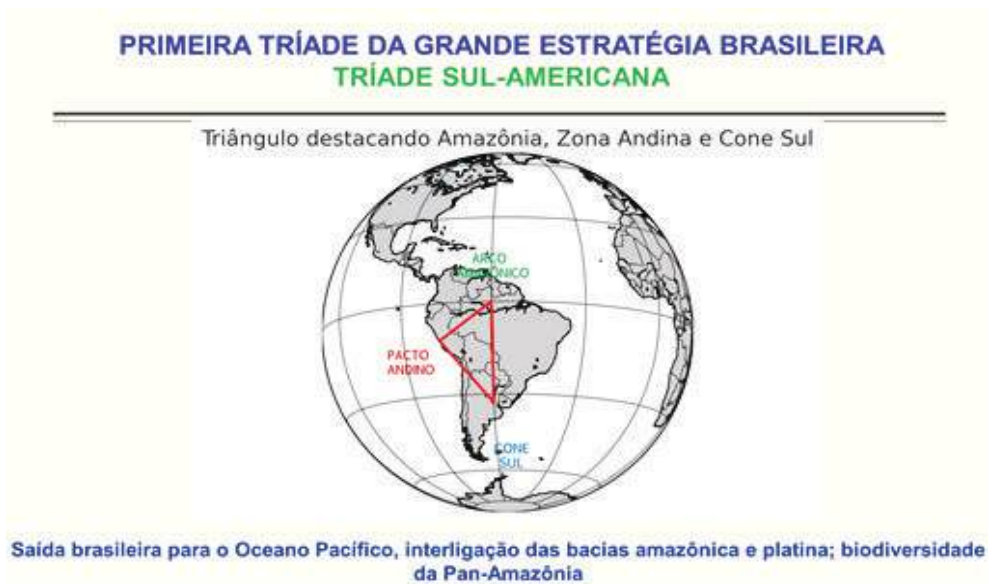 PRIMEIRA TRÍADE DA GRANDE ESTRATÉGIA BRASILEIRA
TRÍADE SUL-AMERICANA
Triângulo destacando Amazônia, Zona Andina e Cone Sul
ARCO
AMAZÔNICO
PACTO
ANDINO
CONE
SUL
Saída brasileira para o Oceano Pacífico, interligação das bacias amazônica e platina; biodiversidade
da Pan-Amazônia